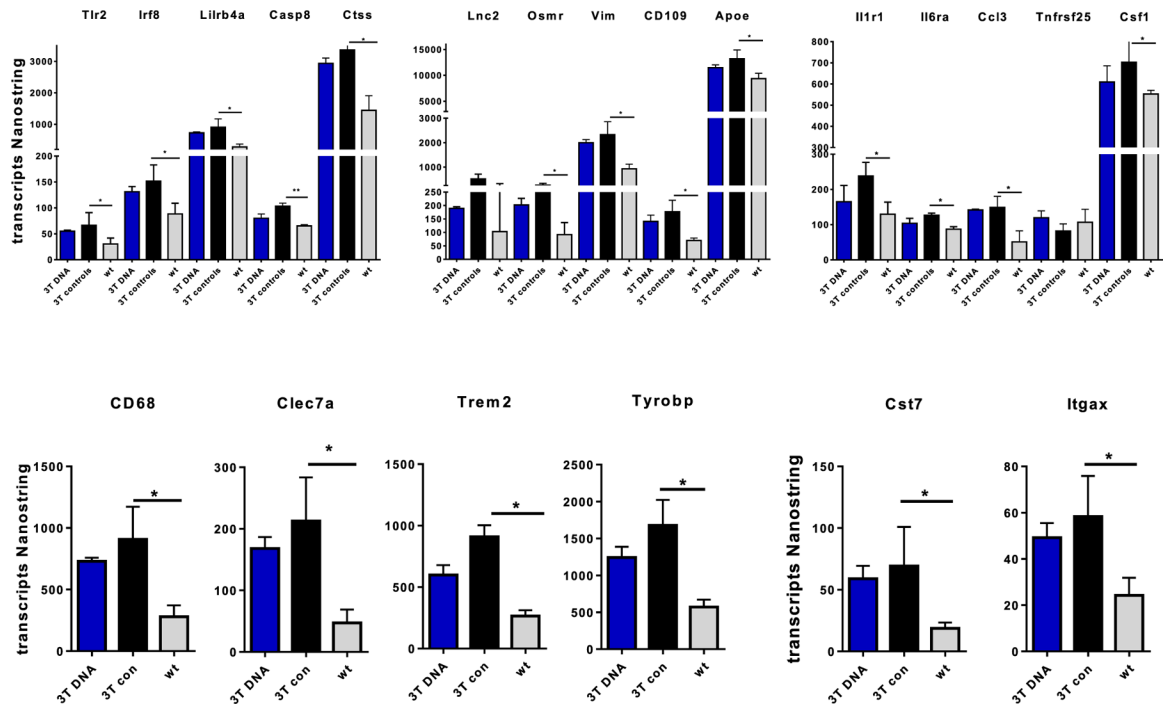 Tlr2 Irf8 Lilrb4a Casp8 Ctss
transcripts Nanostring
3000
2000
1000
200
150
100
50
0
* * * ** *
3T DNA 3T controls wt 3T DNA 3T controls wt 3T DNA 3T controls wt 3T DNA 3T controls wt 3T DNA 3T controls wt
Lnc2 Osmr Vim CD109 Apoe
15000
10000
5000
3000
2000
1000
250
200
150
100
50
0
* * * *
3T DNA 3T controls wt 3T DNA 3T controls wt 3T DNA 3T controls wt 3T DNA 3T controls wt 3T DNA 3T controls wt
Il1r1 Il6ra Ccl3 Tnfrsf25 Csf1
800
700
600
500
400
300
200
100
0
* * * *
3T DNA 3T controls wt 3T DNA 3T controls wt 3T DNA 3T controls wt 3T DNA 3T controls wt 3T DNA 3T controls wt
transcripts Nanostring
CD68
1500
1000
500
0
*
3T DNA 3T con wt
Clec7a
300
200
100
0
*
3T DNA 3T con wt
Trem2
1500
1000
500
0
*
3T DNA 3T con wt
Tyrobp
2500
2000
1500
1000
500
0
*
3T DNA 3T con wt
transcripts Nanostring
Cst7
150
100
50
0
*
3T DNA 3T con wt
Itgax
80
60
40
20
0
*
3T DNA 3T con wt